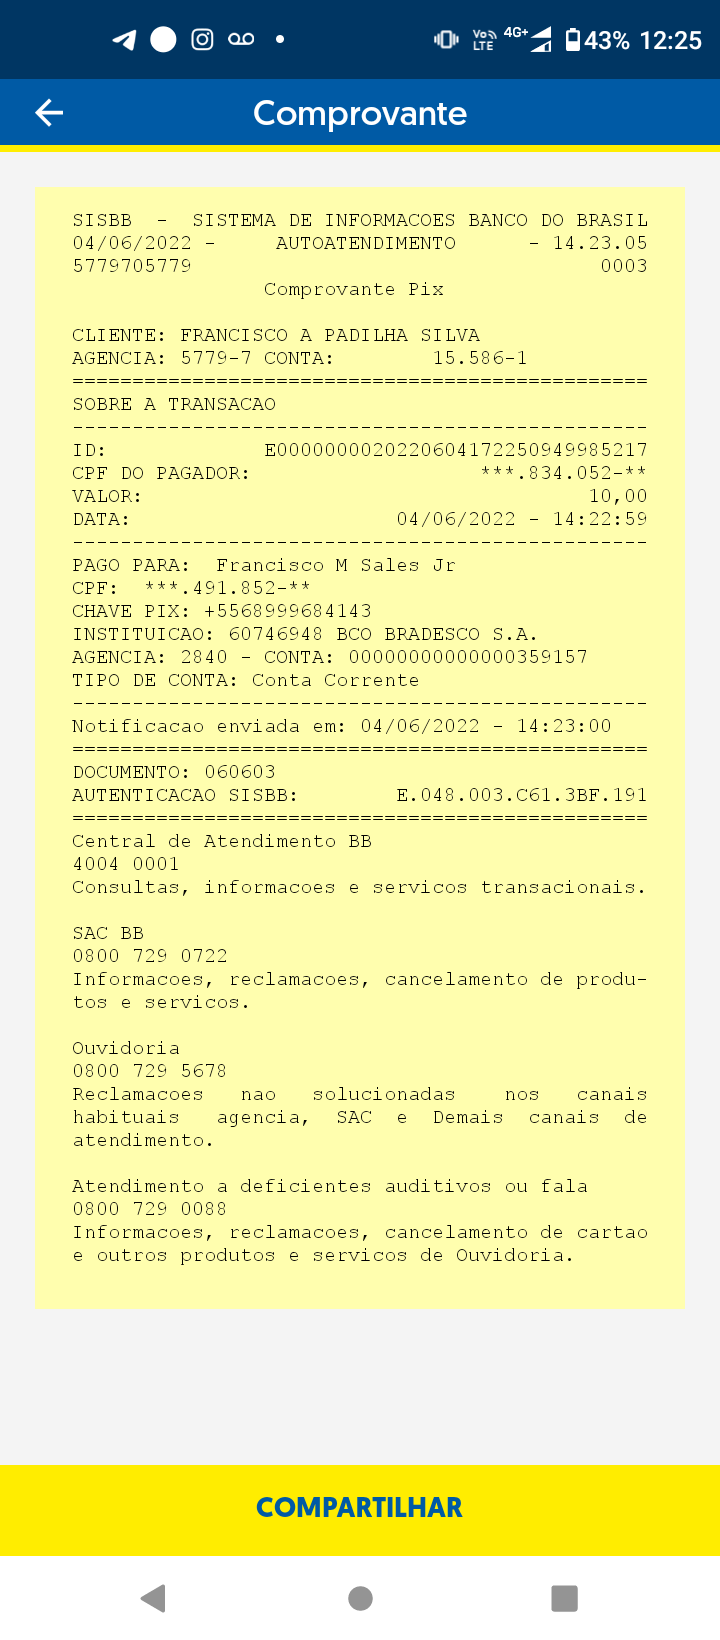 Vo LTE 4G+ 43% 12:25
Comprovante
SISBB - SISTEMA DE INFORMACOES BANCO DO BRASIL
04/06/2022 - AUTOATENDIMENTO - 14.23.05
5779705779 0003
Comprovante Pix
CLIENTE: FRANCISCO A PADILHA SILVA
AGENCIA: 5779-7 CONTA: 15.586-1
================================================
SOBRE A TRANSACAO
------------------------------------------------
ID: E0000000020220604172250949985217
CPF DO PAGADOR: ***.834.052-**
VALOR: 10,00
DATA: 04/06/2022 - 14:22:59
------------------------------------------------
PAGO PARA: Francisco M Sales Jr
CPF: ***.491.852-**
CHAVE PIX: +5568999684143
INSTITUICAO: 60746948 BCO BRADESCO S.A.
AGENCIA: 2840 - CONTA: 00000000000000359157
TIPO DE CONTA: Conta Corrente
------------------------------------------------
Notificacao enviada em: 04/06/2022 - 14:23:00
================================================
DOCUMENTO: 060603
AUTENTICACAO SISBB: E.048.003.C61.3BF.191
================================================
Central de Atendimento BB
4004 0001
Consultas, informacoes e servicos transacionais.
SAC BB
0800 729 0722
Informacoes, reclamacoes, cancelamento de produ-
tos e servicos.
Ouvidoria
0800 729 5678
Reclamacoes nao solucionadas nos canais
habituais agencia, SAC e Demais canais de
atendimento.
Atendimento a deficientes auditivos ou fala
0800 729 0088
Informacoes, reclamacoes, cancelamento de cartao
e outros produtos e servicos de Ouvidoria.
COMPARTILHAR